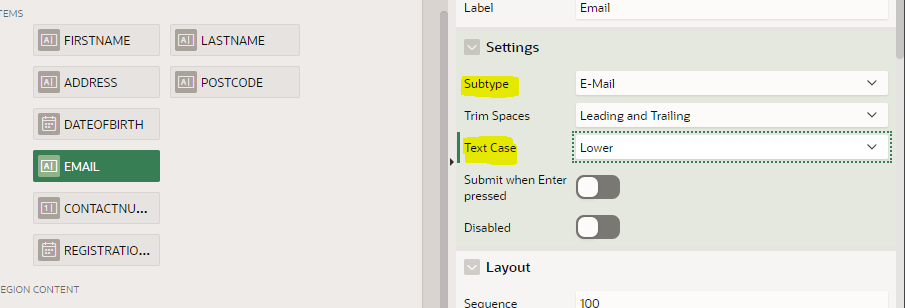 TEMS
FIRSTNAME
LASTNAME
ADDRESS
POSTCODE
DATEOFBIRTH
EMAIL
CONTACTNU...
REGISTRATIO...
EGION CONTENT
Label Email
Settings
Subtype E-Mail
Trim Spaces Leading and Trailing
Text Case Lower
Submit when Enter
pressed
Disabled
Layout
Sequence 100